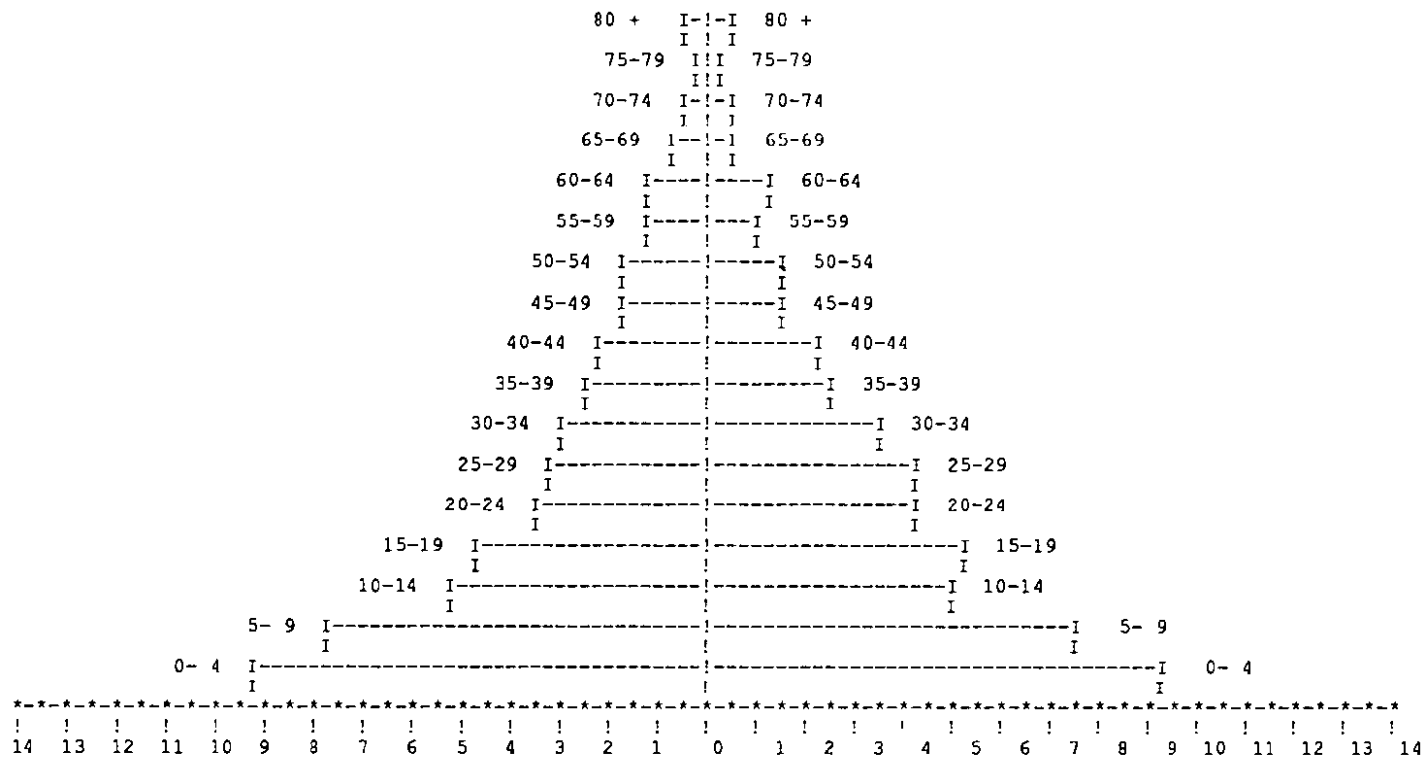 80 + I-!-I 80 +
I ! I
75-79 I!I 75-79
I!I
70-74 I-!-I 70-74
I ! I
65-69 l--!-l 65-69
I ! I
60-64 I----!----I 60-64
I ! I
55-59 I----!---I 55-59
I ! I
50-54 I------!-----I 50-54
I ! I
45-49 I------!-----I 45-49
I ! I
40-44 I--------!--------I 40-44
I ! I
35-39 I---------!---------I 35-39
I ! I
30-34 I-----------!-------------I 30-34
I ! I
25-29 I------------!----------------I 25-29
I ! I
20-24 I-------------!----------------I 20-24
I ! I
15-19 I------------------!--------------------I 15-19
I ! I
10-14 I--------------------!-------------------I 10-14
I ! I
5- 9 I------------------------------!-----------------------------I 5- 9
I ! I
0- 4 I------------------------------------!------------------------------------I 0- 4
I ! I
*-*-*-*-*-*-*-*-*-*-*-*-*-*-*-*-*-*-*-*-*-*-*-*-*-*-*-*-*-*-*-*-*-*-*-*-*-*-*-*-*-*-*-*-*-*-*-*-*-*-*-*-*-*-*-*-*
! ! ! ! ! ! ! ! ! ! ! ! ! ! ! ! ! ! ! ! ! ! ! ! ! ! ! ! !
14 13 12 11 10 9 8 7 6 5 4 3 2 1 0 1 2 3 4 5 6 7 8 9 10 11 12 13 14